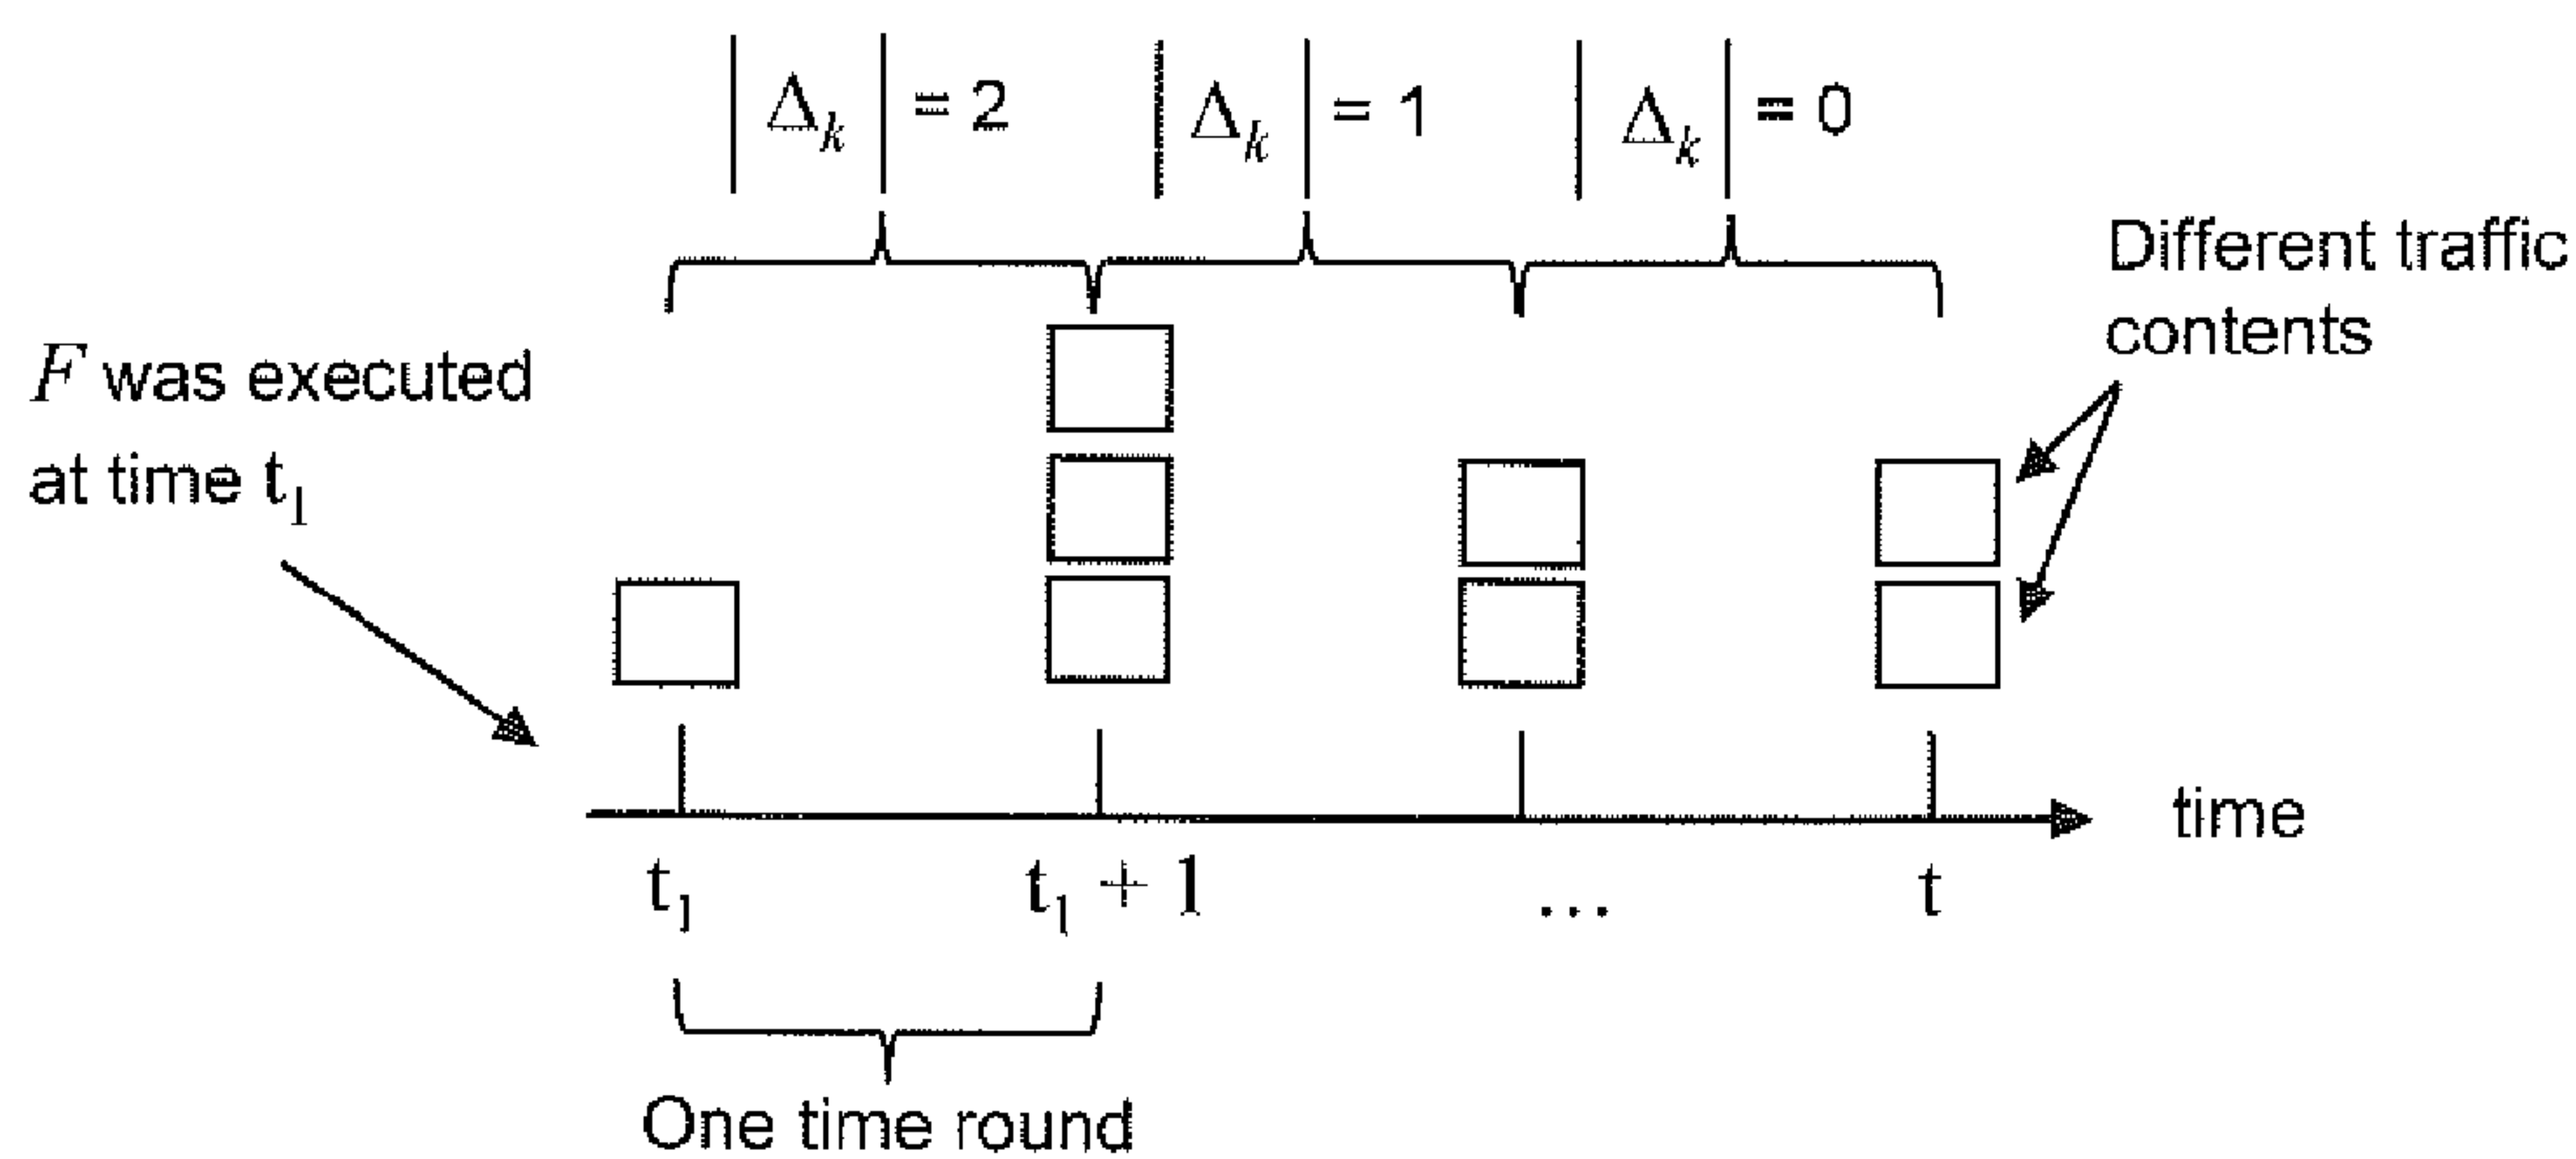 |Δₖ| = 2 |Δₖ| = 1 |Δₖ| = 0
Different traffic
contents
F was executed
at time t₁
time
t₁ t₁ + 1 ... t
One time round